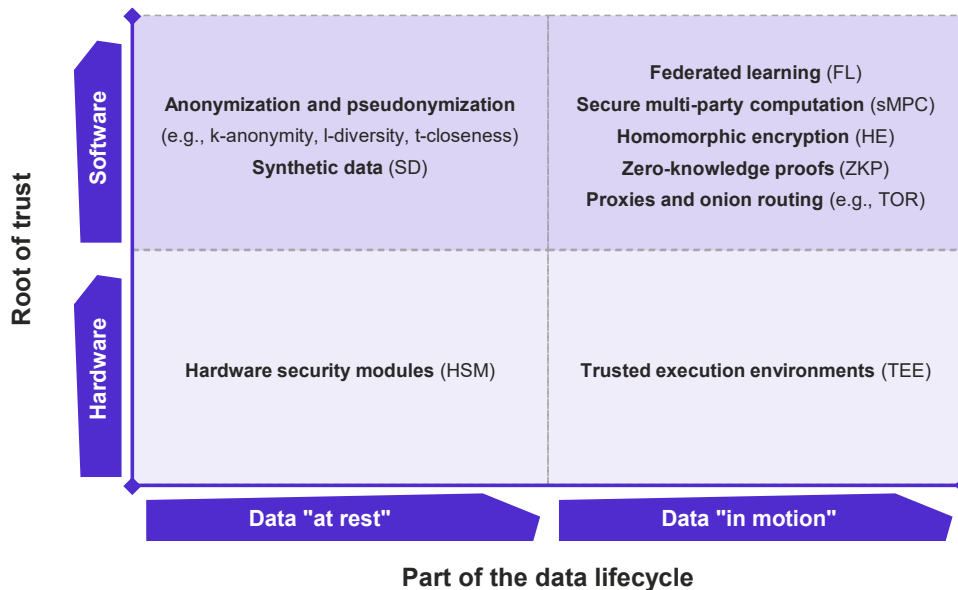 Root of trust
Software
Hardware
Anonymization and pseudonymization
(e.g., k-anonymity, l-diversity, t-closeness)
Synthetic data (SD)
Federated learning (FL)
Secure multi-party computation (sMPC)
Homomorphic encryption (HE)
Zero-knowledge proofs (ZKP)
Proxies and onion routing (e.g., TOR)
Hardware security modules (HSM)
Trusted execution environments (TEE)
Data "at rest"
Data "in motion"
Part of the data lifecycle